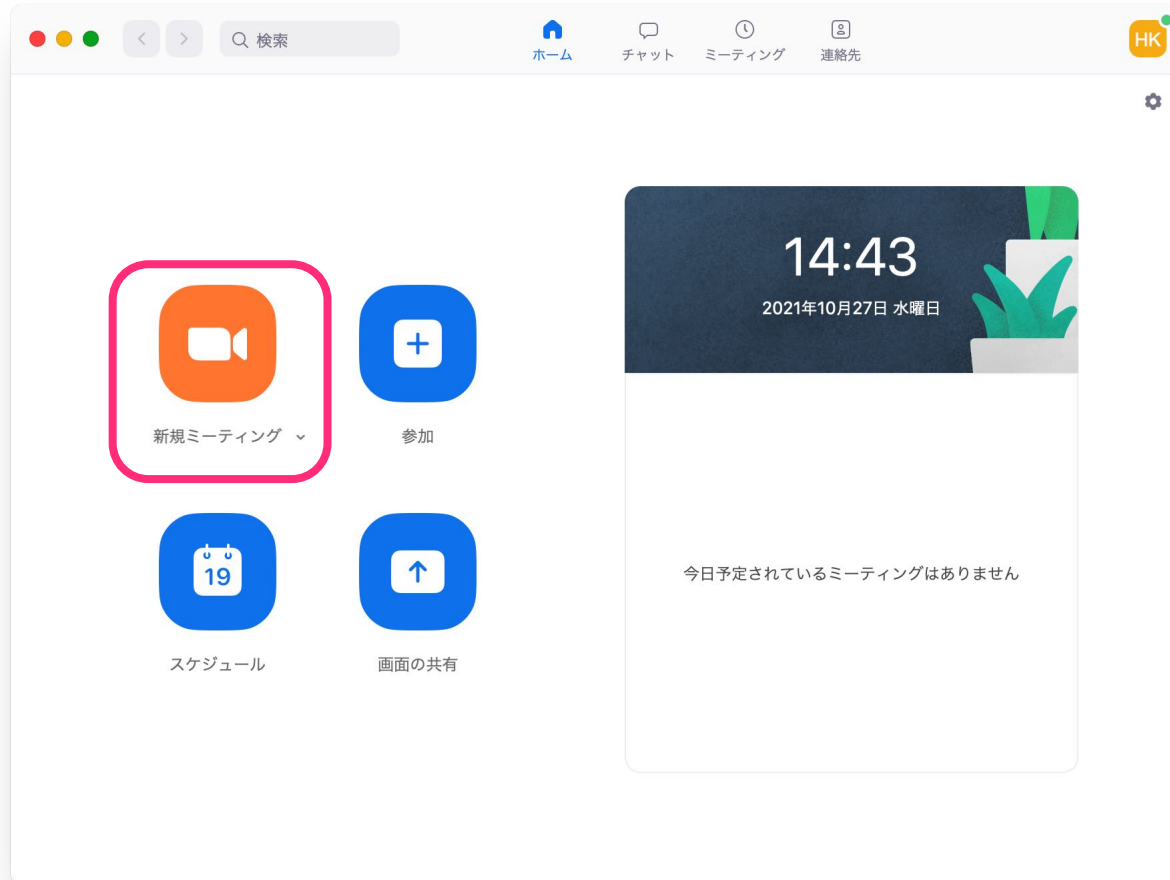 検索
ホーム
チャット
ミーティング
連絡先
HK
14:43
2021年10月27日 水曜日
新規ミーティング
参加
19
スケジュール
画面の共有
今日予定されているミーティングはありません